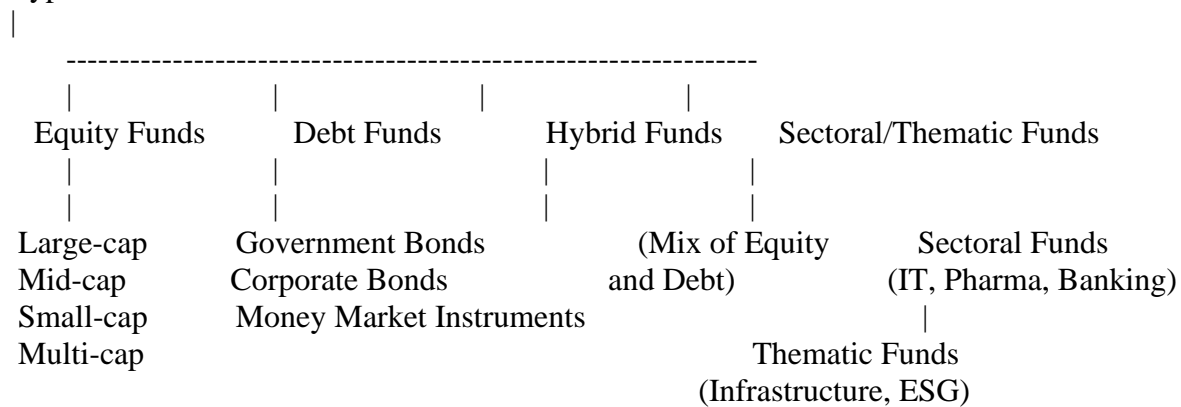 |
-----------------------------------------------------------------
| | | |
Equity Funds Debt Funds Hybrid Funds Sectoral/Thematic Funds
| | | |
| | | |
Large-cap Government Bonds (Mix of Equity Sectoral Funds
Mid-cap Corporate Bonds and Debt) (IT, Pharma, Banking)
Small-cap Money Market Instruments |
Multi-cap Thematic Funds
(Infrastructure, ESG)